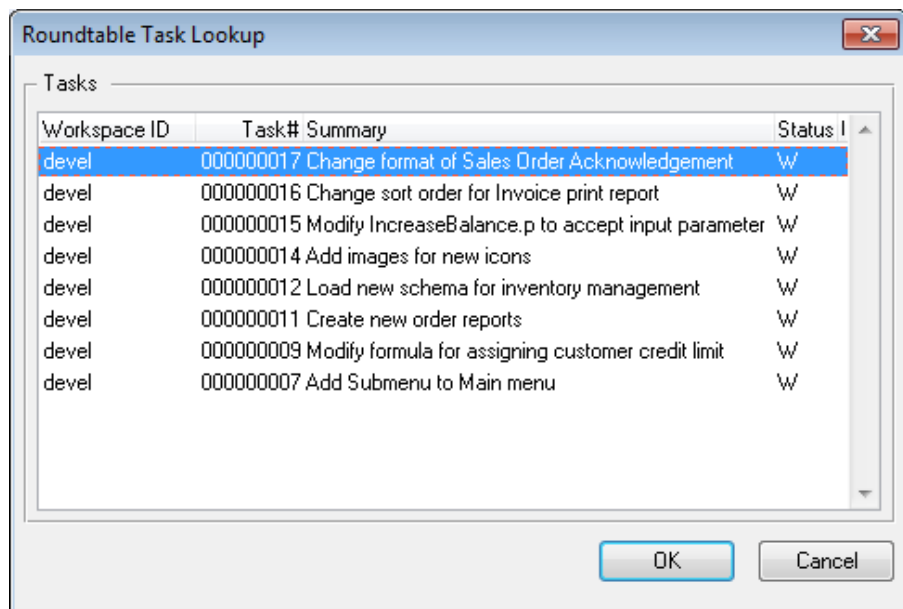 Roundtable Task Lookup
Tasks
Workspace ID Task# Summary Status
devel 000000017 Change format of Sales Order Acknowledgement W
devel 000000016 Change sort order for Invoice print report W
devel 000000015 Modify IncreaseBalance.p to accept input parameter W
devel 000000014 Add images for new icons W
devel 000000012 Load new schema for inventory management W
devel 000000011 Create new order reports W
devel 000000009 Modify formula for assigning customer credit limit W
devel 000000007 Add Submenu to Main menu W
OK Cancel